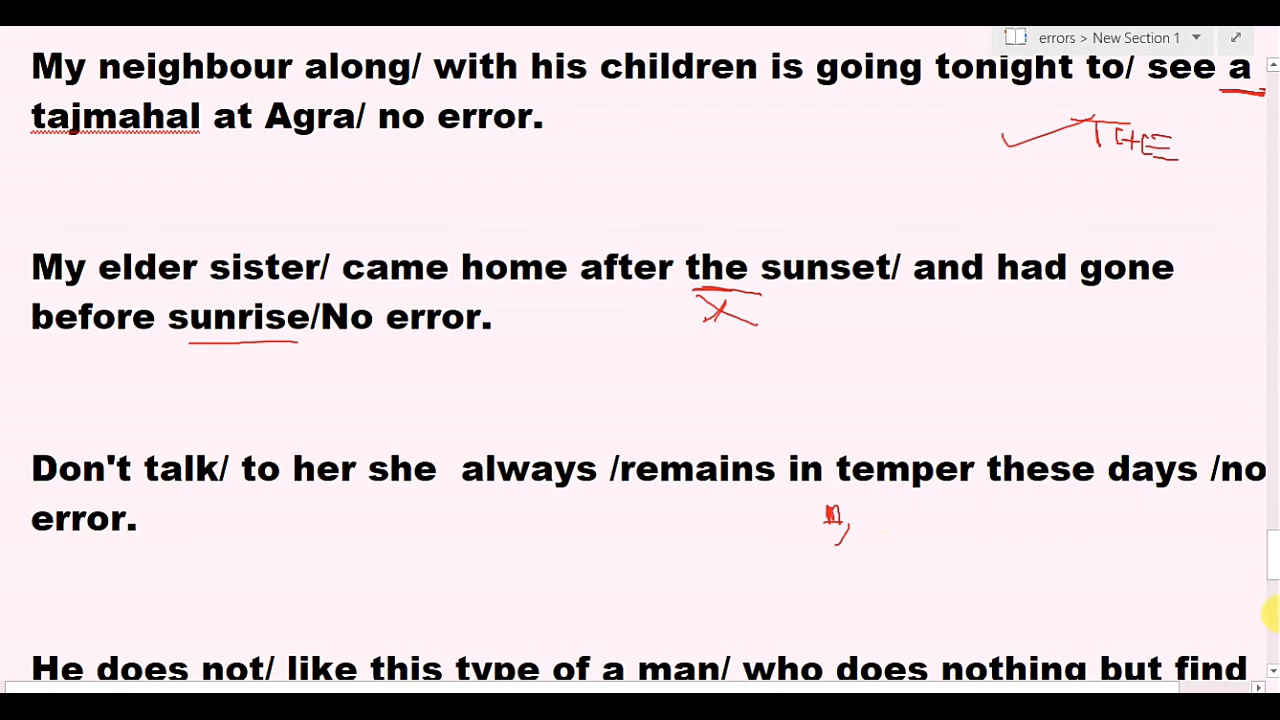 errors > New Section 1
My neighbour along/ with his children is going tonight to/ see a
tajmahal at Agra/ no error.
THE
My elder sister/ came home after the sunset/ and had gone
before sunrise/No error.
Don't talk/ to her she always /remains in temper these days /no
error.
He does not/ like this type of a man/ who does nothing but find